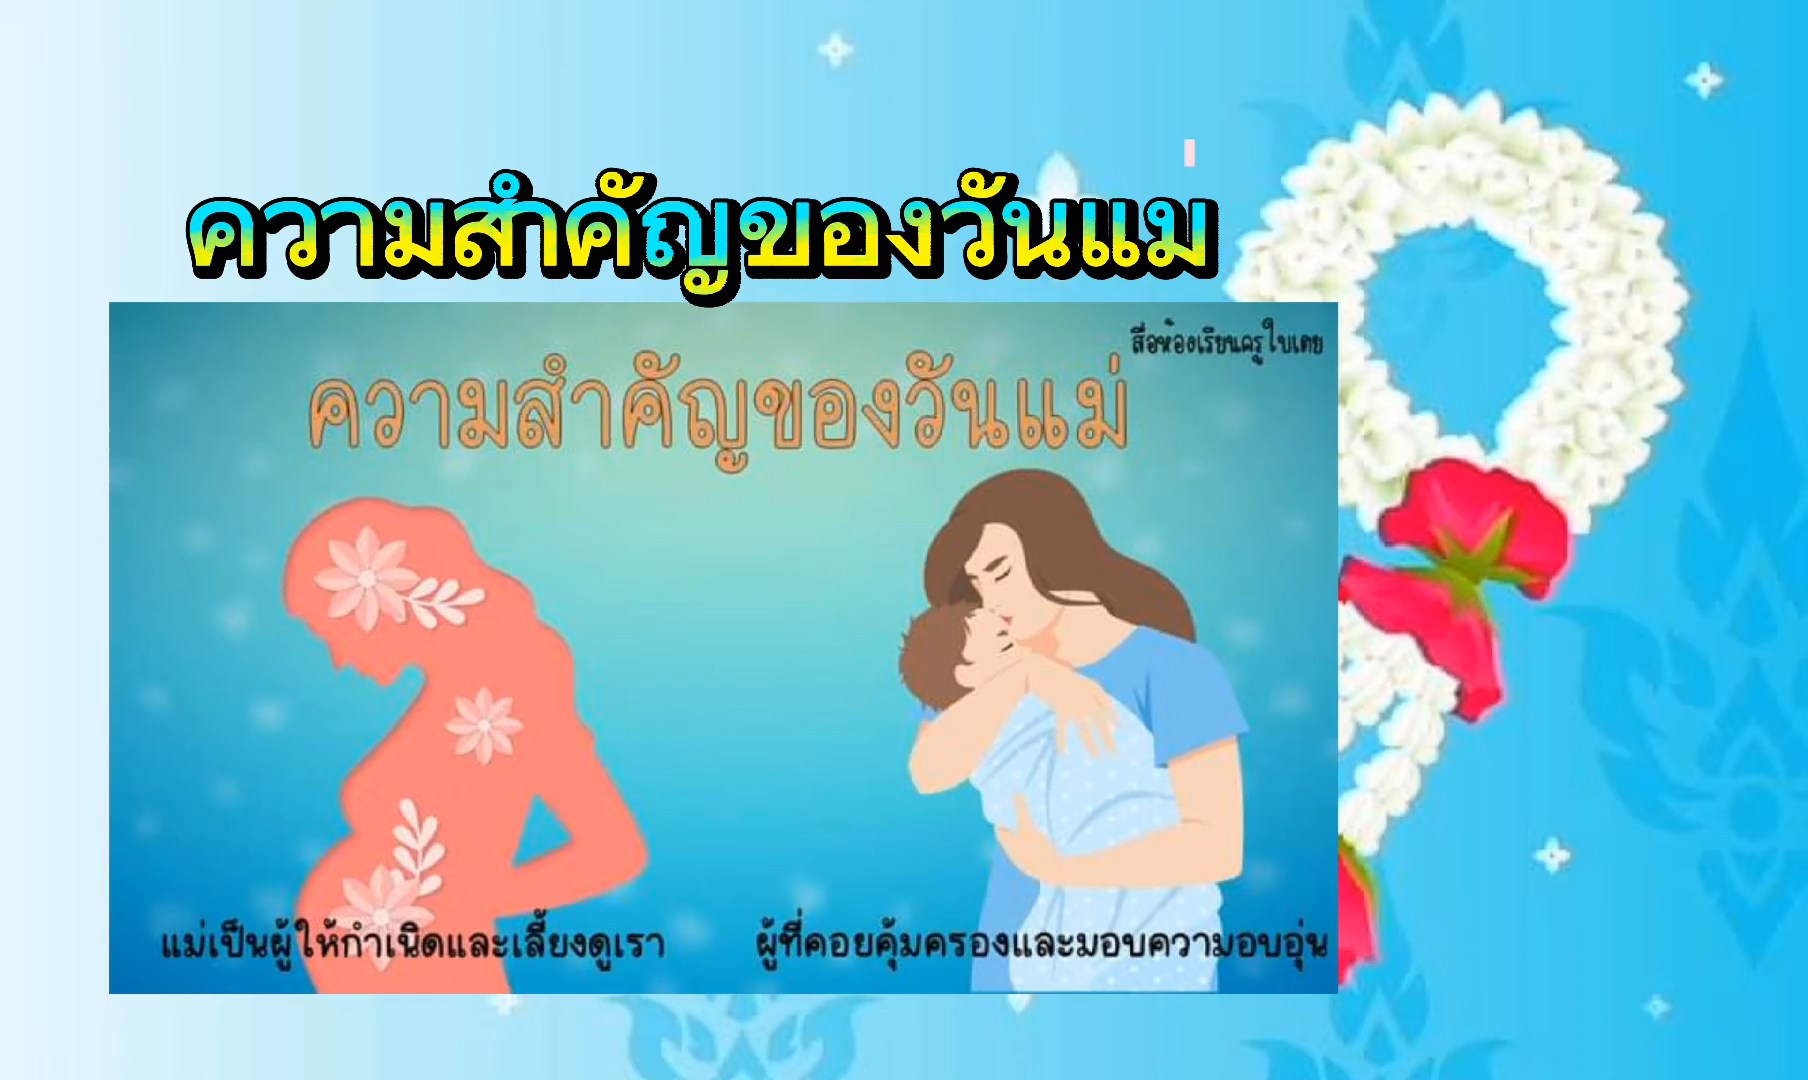 ความสำคัญของวันแม่
สื่อห้องเรียนครูใบเตย
ความสำคัญของวันแม่
แม่เป็นผู้ให้กำเนิดและเลี้ยงดูเรา
ผู้ที่คอยคุ้มครองและมอบความอบอุ่น